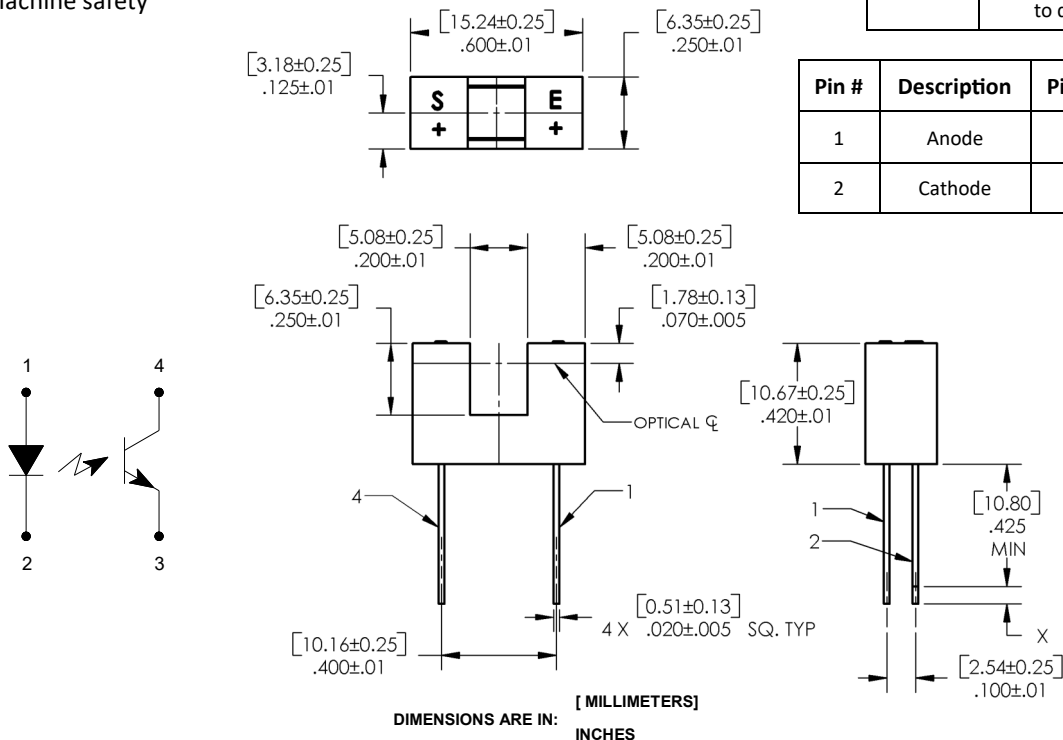 machine safety
to
Pin # Description
1 Anode
2 Cathode
[15.24±0.25]
.600±.01
[6.35±0.25]
.250±.01
[3.18±0.25]
.125±.01
S E
+ +
[5.08±0.25]
.200±.01
[5.08±0.25]
.200±.01
[6.35±0.25]
.250±.01
[1.78±0.13]
.070±.005
OPTICAL ℄
[10.67±0.25]
.420±.01
1 4
2 3
4 1
1
2
[10.80]
.425
MIN
[0.51±0.13]
4 X .020±.005 SQ. TYP
[10.16±0.25]
.400±.01
X
[2.54±0.25]
.100±.01
DIMENSIONS ARE IN:
[ MILLIMETERS]
INCHES